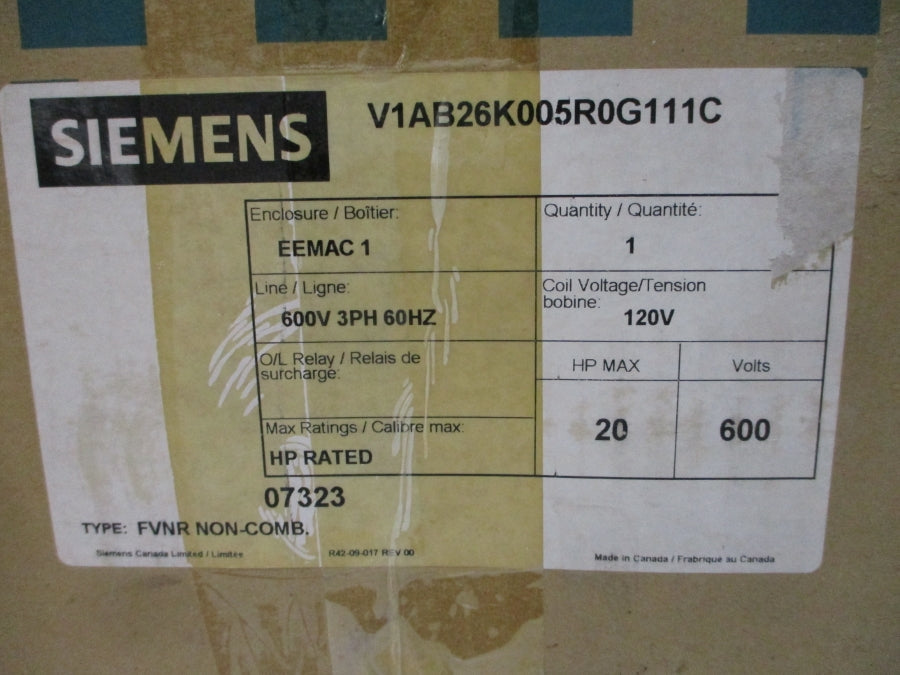 SIEMENS
V1AB26K005R0G111C
Enclosure / Boîtier:
EEMAC 1
Quantity / Quantité:
1
Line / Ligne:
600V 3PH 60HZ
Coil Voltage/Tension
bobine:
120V
O/L Relay / Relais de
surcharge:
HP MAX
Volts
20
600
Max Ratings / Calibre max:
HP RATED
07323
TYPE: FVNR NON-COMB.
Siemens Canada Limited / Limitée
R42-09-017 REV 00
Made in Canada / Frabrique au Canada